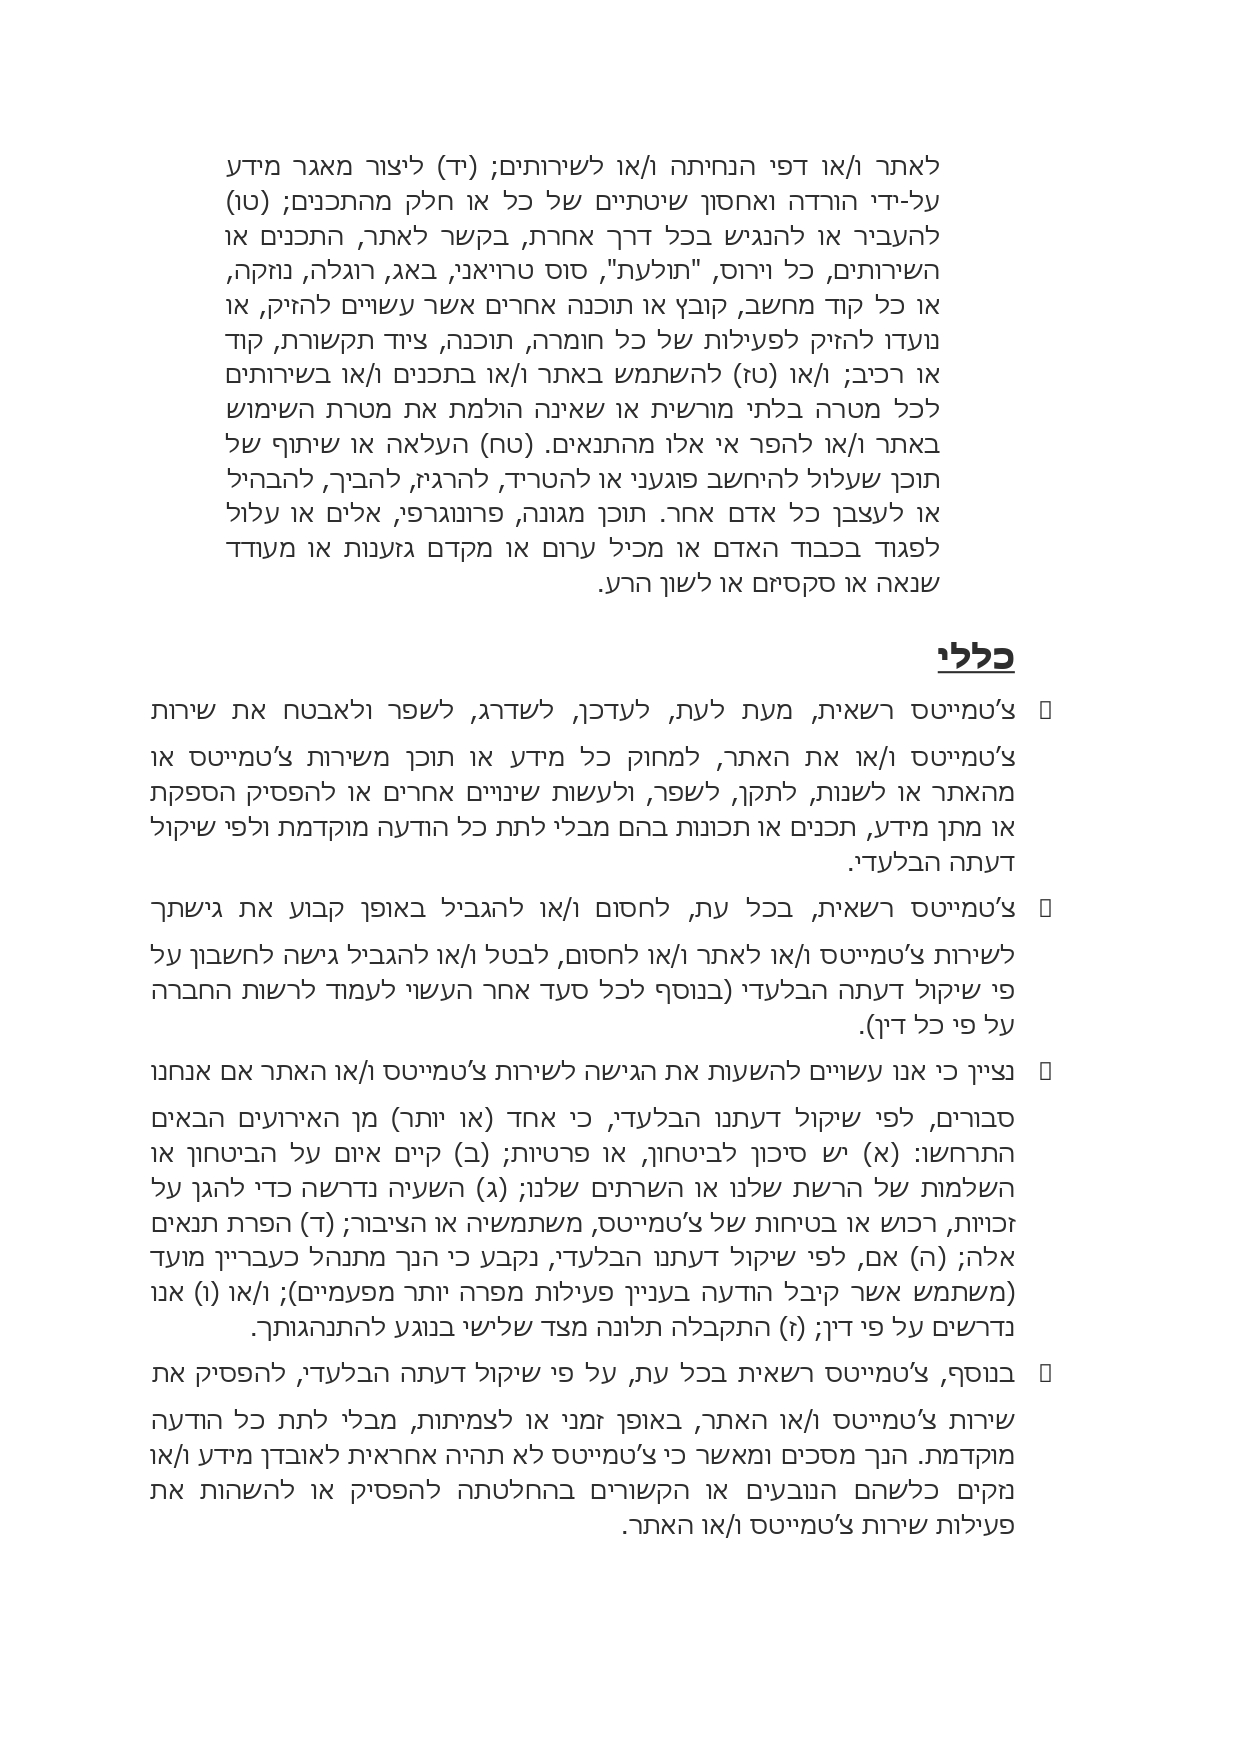 לאתר ו/או דפי הנחיתה ו/או לשירותים; (יד) ליצור מאגר מידע
על-ידי הורדה ואחסון שיטתיים של כל או חלק מהתכנים; (טו)
להעביר או להנגיש בכל דרך אחרת, בקשר לאתר, התכנים או
השירותים, כל וירוס, "תולעת", סוס טרויאני, באג, רוגלה, נוזקה,
או כל קוד מחשב, קובץ או תוכנה אחרים אשר עשויים להזיק, או
נועדו להזיק לפעילות של כל חומרה, תוכנה, ציוד תקשורת, קוד
או רכיב; ו/או (טז) להשתמש באתר ו/או בתכנים ו/או בשירותים
לכל מטרה בלתי מורשית או שאינה הולמת את מטרת השימוש
באתר ו/או להפר אי אלו מהתנאים. (טח) העלאה או שיתוף של
תוכן שעלול להיחשב פוגעני או להטריד, להרגיז, להביך, להבהיל
או לעצבן כל אדם אחר. תוכן מגונה, פרונוגרפי, אלים או עלול
לפגוד בכבוד האדם או מכיל ערום או מקדם גזענות או מעודד
שנאה או סקסיזם או לשון הרע.
כללי
צ’טמייטס רשאית, מעת לעת, לעדכן, לשדרג, לשפר ולאבטח את שירות
צ’טמייטס ו/או את האתר, למחוק כל מידע או תוכן משירות צ’טמייטס או
מהאתר או לשנות, לתקן, לשפר, ולעשות שינויים אחרים או להפסיק הספקת
או מתן מידע, תכנים או תכונות בהם מבלי לתת כל הודעה מוקדמת ולפי שיקול
דעתה הבלעדי.
צ’טמייטס רשאית, בכל עת, לחסום ו/או להגביל באופן קבוע את גישתך
לשירות צ’טמייטס ו/או לאתר ו/או לחסום, לבטל ו/או להגביל גישה לחשבון על
פי שיקול דעתה הבלעדי (בנוסף לכל סעד אחר העשוי לעמוד לרשות החברה
על פי כל דין).
נציין כי אנו עשויים להשעות את הגישה לשירות צ’טמייטס ו/או האתר אם אנחנו
סבורים, לפי שיקול דעתנו הבלעדי, כי אחד (או יותר) מן האירועים הבאים
התרחשו: (א) יש סיכון לביטחון, או פרטיות; (ב) קיים איום על הביטחון או
השלמות של הרשת שלנו או השרתים שלנו; (ג) השעיה נדרשה כדי להגן על
זכויות, רכוש או בטיחות של צ’טמייטס, משתמשיה או הציבור; (ד) הפרת תנאים
אלה; (ה) אם, לפי שיקול דעתנו הבלעדי, נקבע כי הנך מתנהל כעבריין מועד
(משתמש אשר קיבל הודעה בעניין פעילות מפרה יותר מפעמיים); ו/או (ו) אנו
נדרשים על פי דין; (ז) התקבלה תלונה מצד שלישי בנוגע להתנהגותך.
בנוסף, צ’טמייטס רשאית בכל עת, על פי שיקול דעתה הבלעדי, להפסיק את
שירות צ’טמייטס ו/או האתר, באופן זמני או לצמיתות, מבלי לתת כל הודעה
מוקדמת. הנך מסכים ומאשר כי צ’טמייטס לא תהיה אחראית לאובדן מידע ו/או
נזקים כלשהם הנובעים או הקשורים בהחלטתה להפסיק או להשהות את
פעילות שירות צ’טמייטס ו/או האתר.